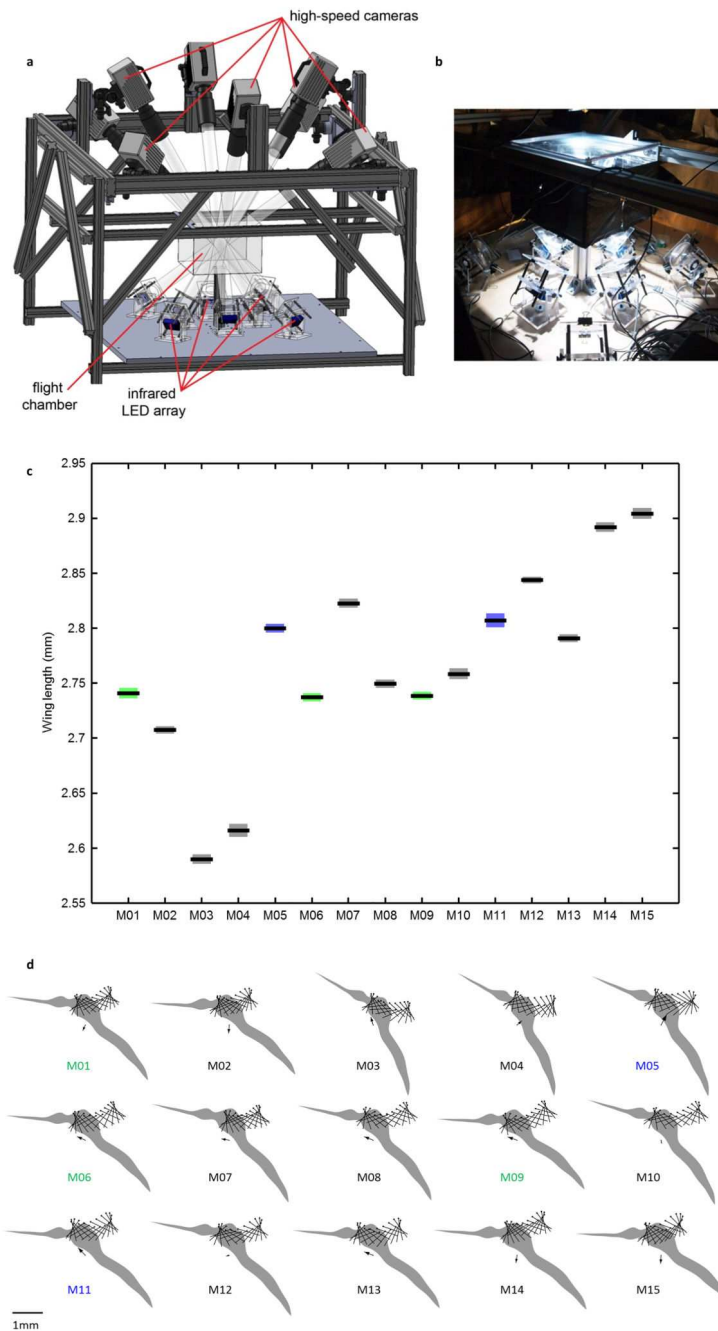 high-speed cameras
a
b
flight
chamber
infrared
LED array
c
2.95
2.9
2.85
2.8
2.75
2.7
2.65
2.6
2.55
Wing length (mm)
M01 M02 M03 M04 M05 M06 M07 M08 M09 M10 M11 M12 M13 M14 M15
d
M01 M02 M03 M04 M05
M06 M07 M08 M09 M10
M11 M12 M13 M14 M15
1mm